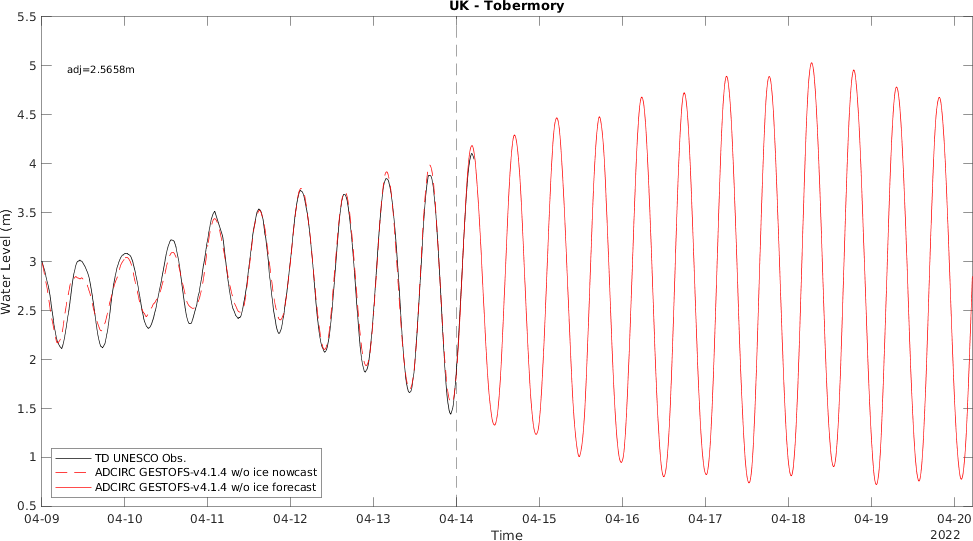 UK - Tobermory
adj=2.5658m
Water Level (m)
5.5
5
4.5
4
3.5
3
2.5
2
1.5
1
0.5
TD UNESCO Obs.
ADCIRC GESTOFS-v4.1.4 w/o ice nowcast
ADCIRC GESTOFS-v4.1.4 w/o ice forecast
04-09 04-10 04-11 04-12 04-13 04-14 04-15 04-16 04-17 04-18 04-19 04-20
Time
2022